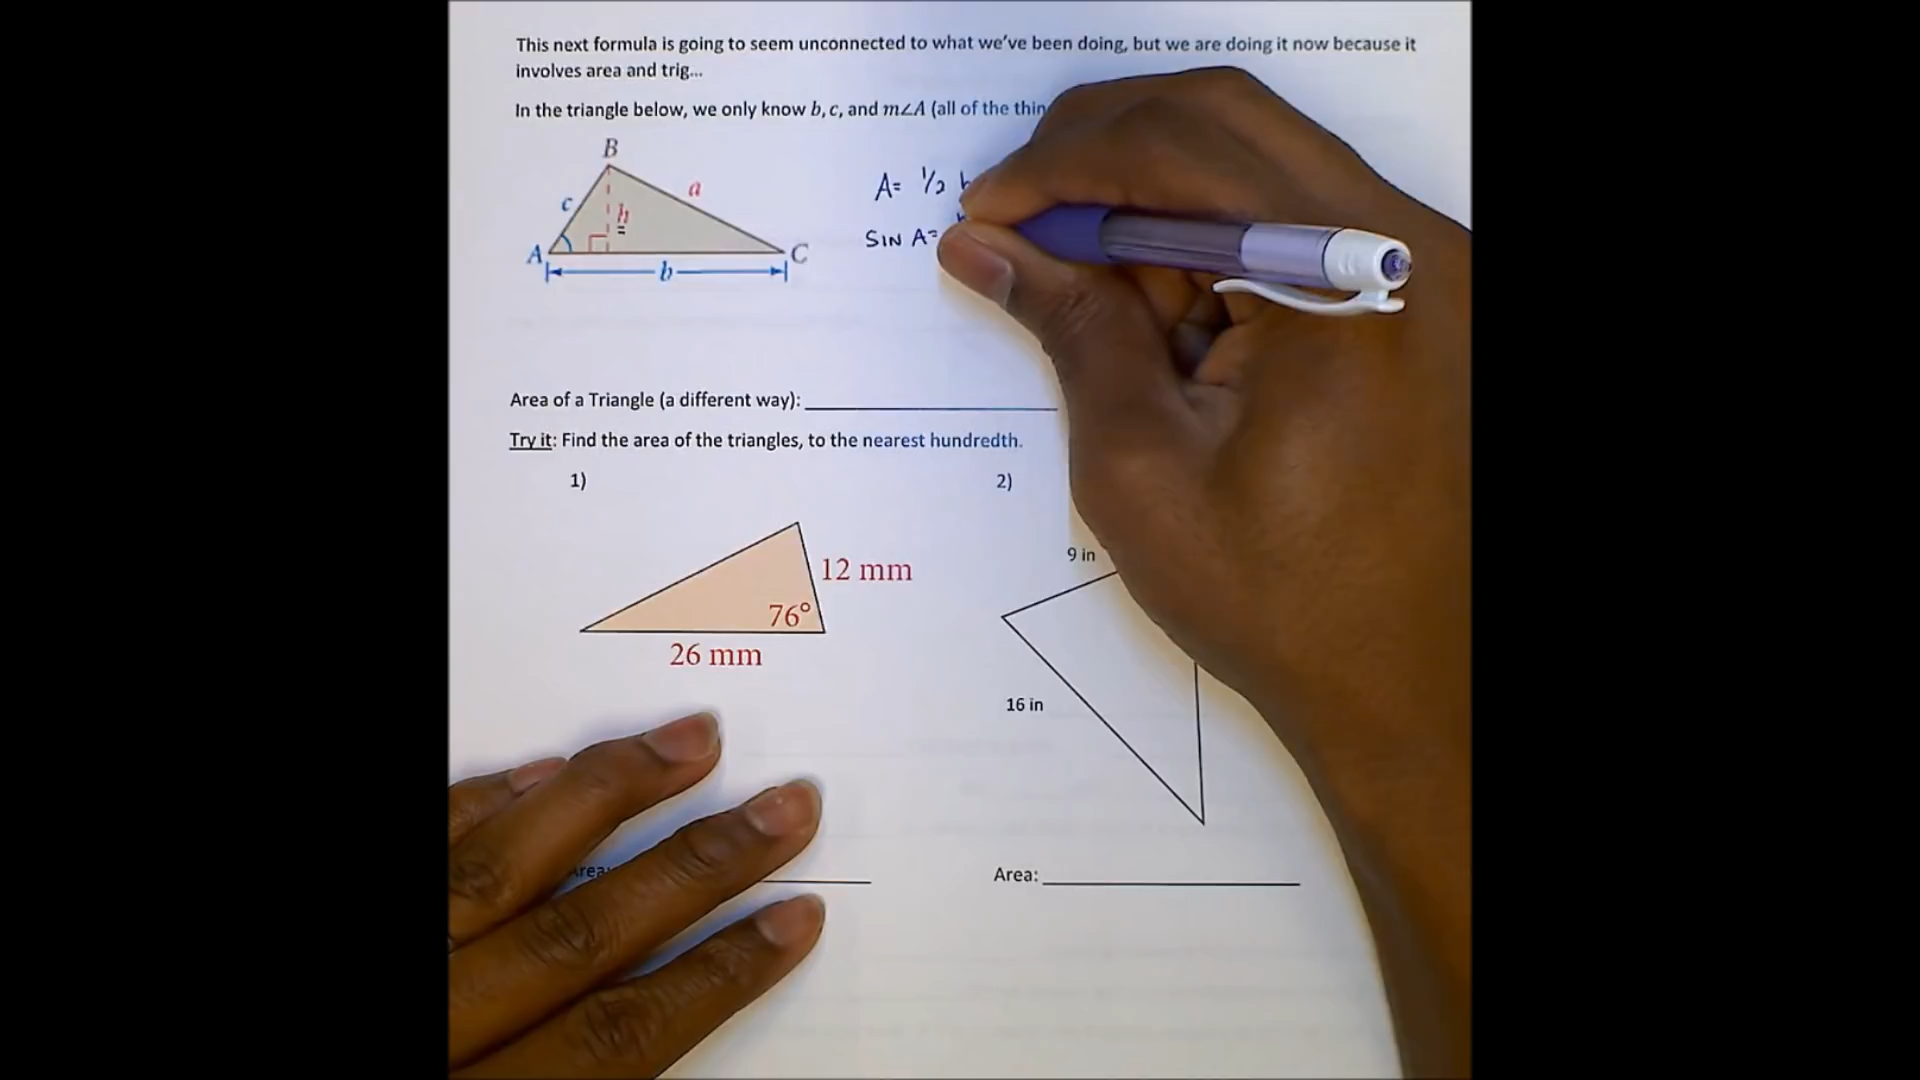 This next formula is going to seem unconnected to what we've been doing, but we are doing it now because it
involves area and trig...
In the triangle below, we only know b, c, and m∠A (all of the thin
B
c
a
h
A
C
b
A= 1/2
SIN A=
Area of a Triangle (a different way):
Try it: Find the area of the triangles, to the nearest hundredth.
1)
2)
12 mm
76°
26 mm
9 in
16 in
Area:
Area: